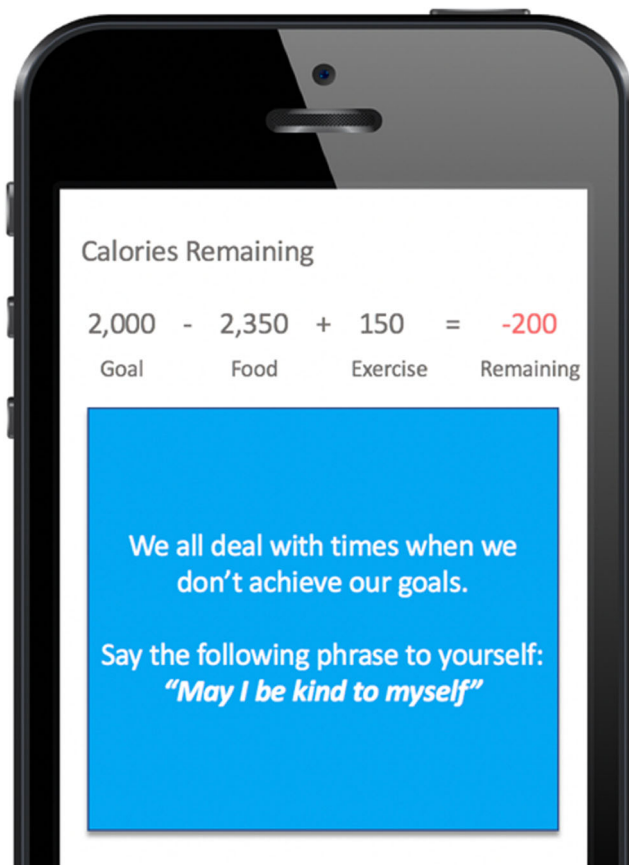 Calories Remaining
2,000 - 2,350 + 150 = -200
Goal Food Exercise Remaining
We all deal with times when we
don't achieve our goals.
Say the following phrase to yourself:
"May I be kind to myself"